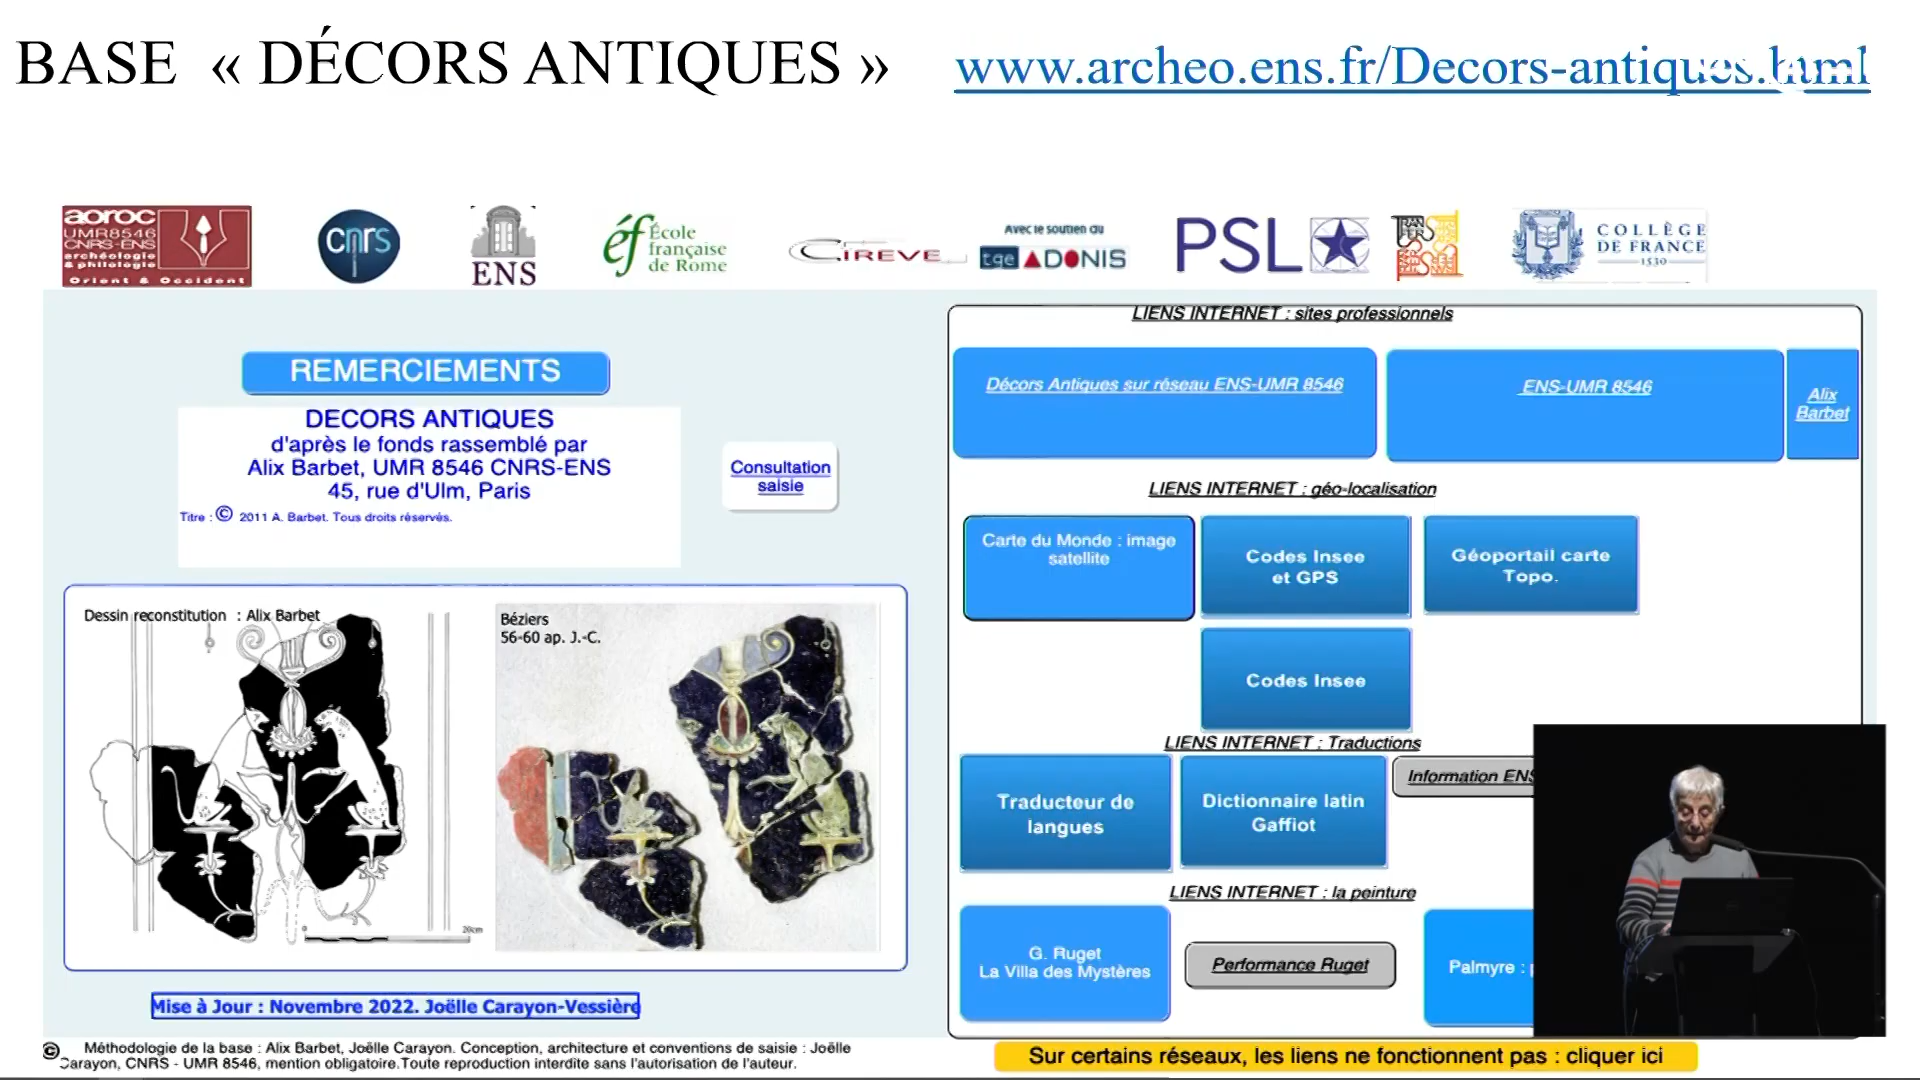 BASE « DÉCORS ANTIQUES » www.archeo.ens.fr/Decors-antiques.html
aoroc
UMR8546
CNRS-ENS
archéologie
& philologie
Orient & Occident
cnrs
ENS
éf École
française
de Rome
CIREVE
Avec le soutien du
tge ADONIS
PSL
COLLÈGE
DE FRANCE
1530
REMERCIEMENTS
DECORS ANTIQUES
d'après le fonds rassemblé par
Alix Barbet, UMR 8546 CNRS-ENS
45, rue d'Ulm, Paris
Titre : © 2011 A. Barbet. Tous droits réservés.
Consultation
saisie
Dessin reconstitution : Alix Barbet
0 20cm
Béziers
56-60 ap. J.-C.
Mise à Jour : Novembre 2022. Joëlle Carayon-Vessière
© Méthodologie de la base : Alix Barbet, Joëlle Carayon. Conception, architecture et conventions de saisie : Joëlle
Carayon, CNRS - UMR 8546, mention obligatoire.Toute reproduction interdite sans l'autorisation de l'auteur.
LIENS INTERNET : sites professionnels
Décors Antiques sur réseau ENS-UMR 8546
ENS-UMR 8546
Alix
Barbet
LIENS INTERNET : géo-localisation
Carte du Monde : image
satellite
Codes Insee
et GPS
Géoportail carte
Topo.
Codes Insee
LIENS INTERNET : Traductions
Traducteur de
langues
Dictionnaire latin
Gaffiot
Information ENS
LIENS INTERNET : la peinture
G. Ruget
La Villa des Mystères
Performance Ruget
Palmyre :
Sur certains réseaux, les liens ne fonctionnent pas : cliquer ici